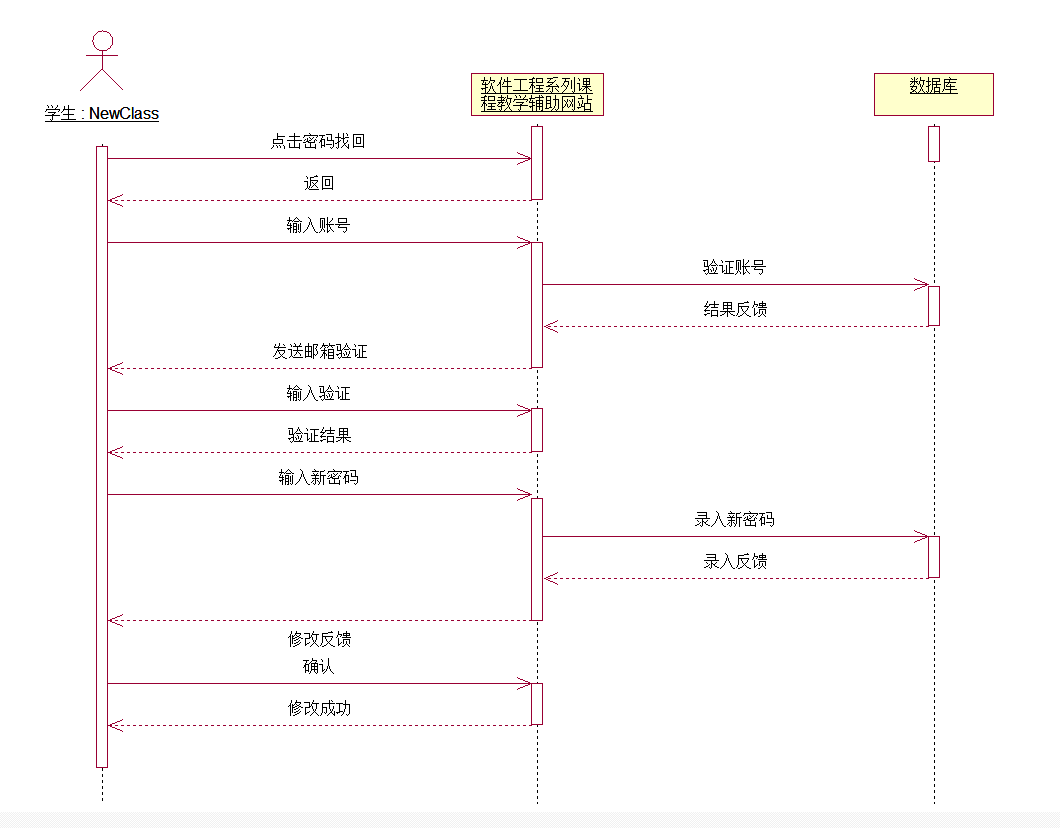 学生 : NewClass
软件工程系列课
程教学辅助网站
数据库
点击密码找回
返回
输入账号
验证账号
结果反馈
发送邮箱验证
输入验证
验证结果
输入新密码
录入新密码
录入反馈
修改反馈
确认
修改成功